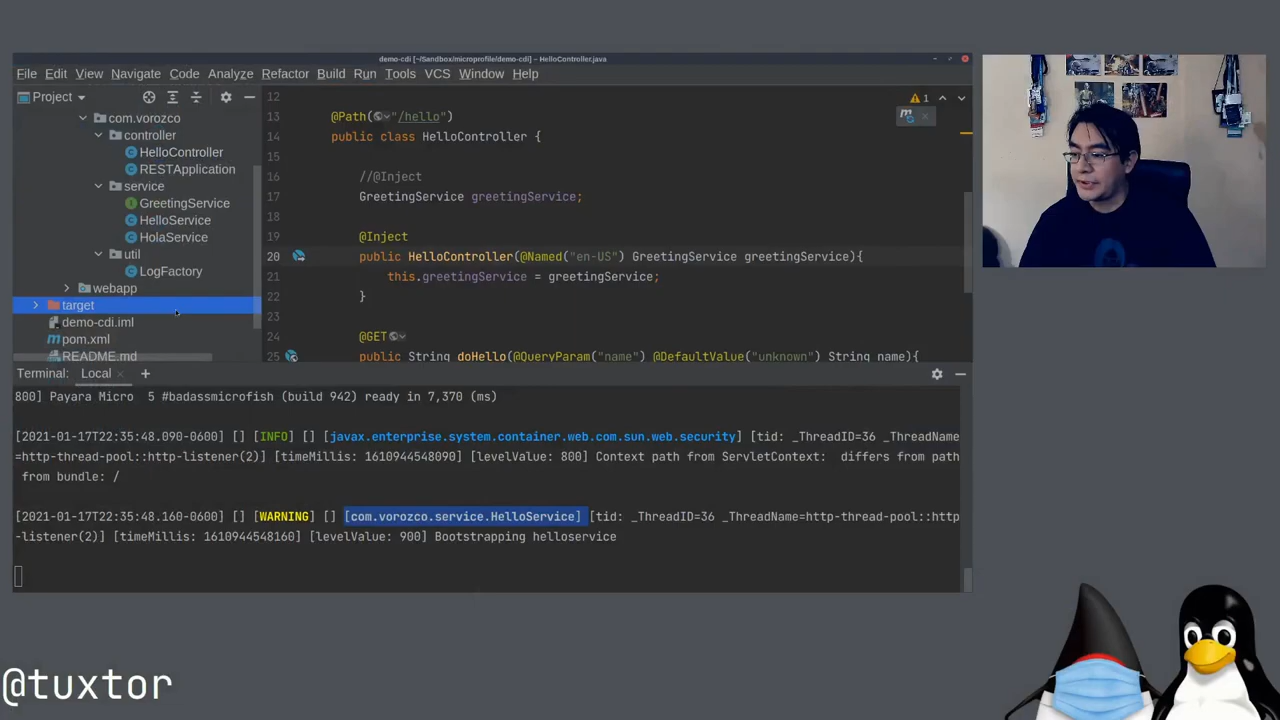 demo-cdi [~/Sandbox/microprofile/demo-cdi] – HelloController.java
File Edit View Navigate Code Analyze Refactor Build Run Tools VCS Window Help
Project
com.vorozco
controller
HelloController
RESTApplication
service
GreetingService
HelloService
HolaService
util
LogFactory
webapp
target
demo-cdi.iml
pom.xml
README.md
12
13 @Path("/hello")
14 public class HelloController {
15
16 //@Inject
17 GreetingService greetingService;
18
19 @Inject
20 public HelloController(@Named("en-US") GreetingService greetingService){
21 this.greetingService = greetingService;
22 }
23
24 @GET
25 public String doHello(@QueryParam("name") @DefaultValue("unknown") String name){
1
Terminal: Local
800] Payara Micro  5 #badassmicrofish (build 942) ready in 7,370 (ms)
[2021-01-17T22:35:48.090-0600] [] [INFO] [] [javax.enterprise.system.container.web.com.sun.web.security] [tid: _ThreadID=36 _ThreadName
=http-thread-pool::http-listener(2)] [timeMillis: 1610944548090] [levelValue: 800] Context path from ServletContext:  differs from path
from bundle: /
[2021-01-17T22:35:48.160-0600] [] [WARNING] [] [com.vorozco.service.HelloService] [tid: _ThreadID=36 _ThreadName=http-thread-pool::http
-listener(2)] [timeMillis: 1610944548160] [levelValue: 900] Bootstrapping helloservice
@tuxtor